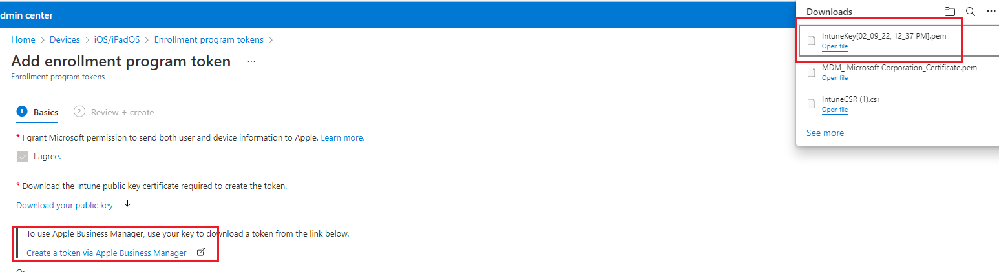 dmin center
Home > Devices > iOS/iPadOS > Enrollment program tokens >
Add enrollment program token ...
Enrollment program tokens
1 Basics 2 Review + create
* I grant Microsoft permission to send both user and device information to Apple. Learn more.
I agree.
* Download the Intune public key certificate required to create the token.
Download your public key
To use Apple Business Manager, use your key to download a token from the link below.
Create a token via Apple Business Manager
Or
Downloads
IntuneKey[02_09_22, 12_37 PM].pem
Open file
MDM_ Microsoft Corporation_Certificate.pem
Open file
IntuneCSR (1).csr
Open file
See more